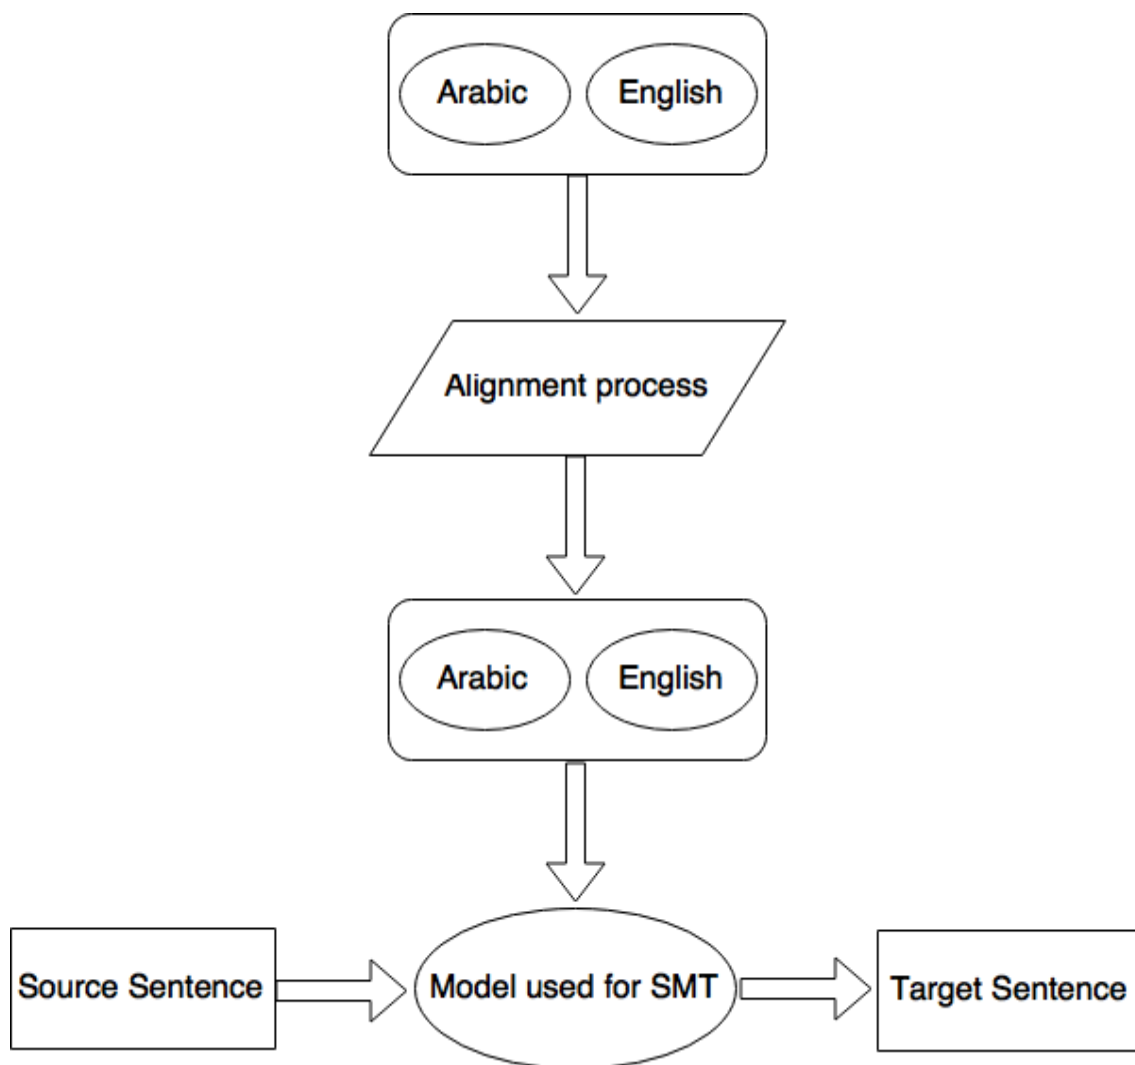 Arabic
English
Alignment process
Arabic
English
Source Sentence
Model used for SMT
Target Sentence